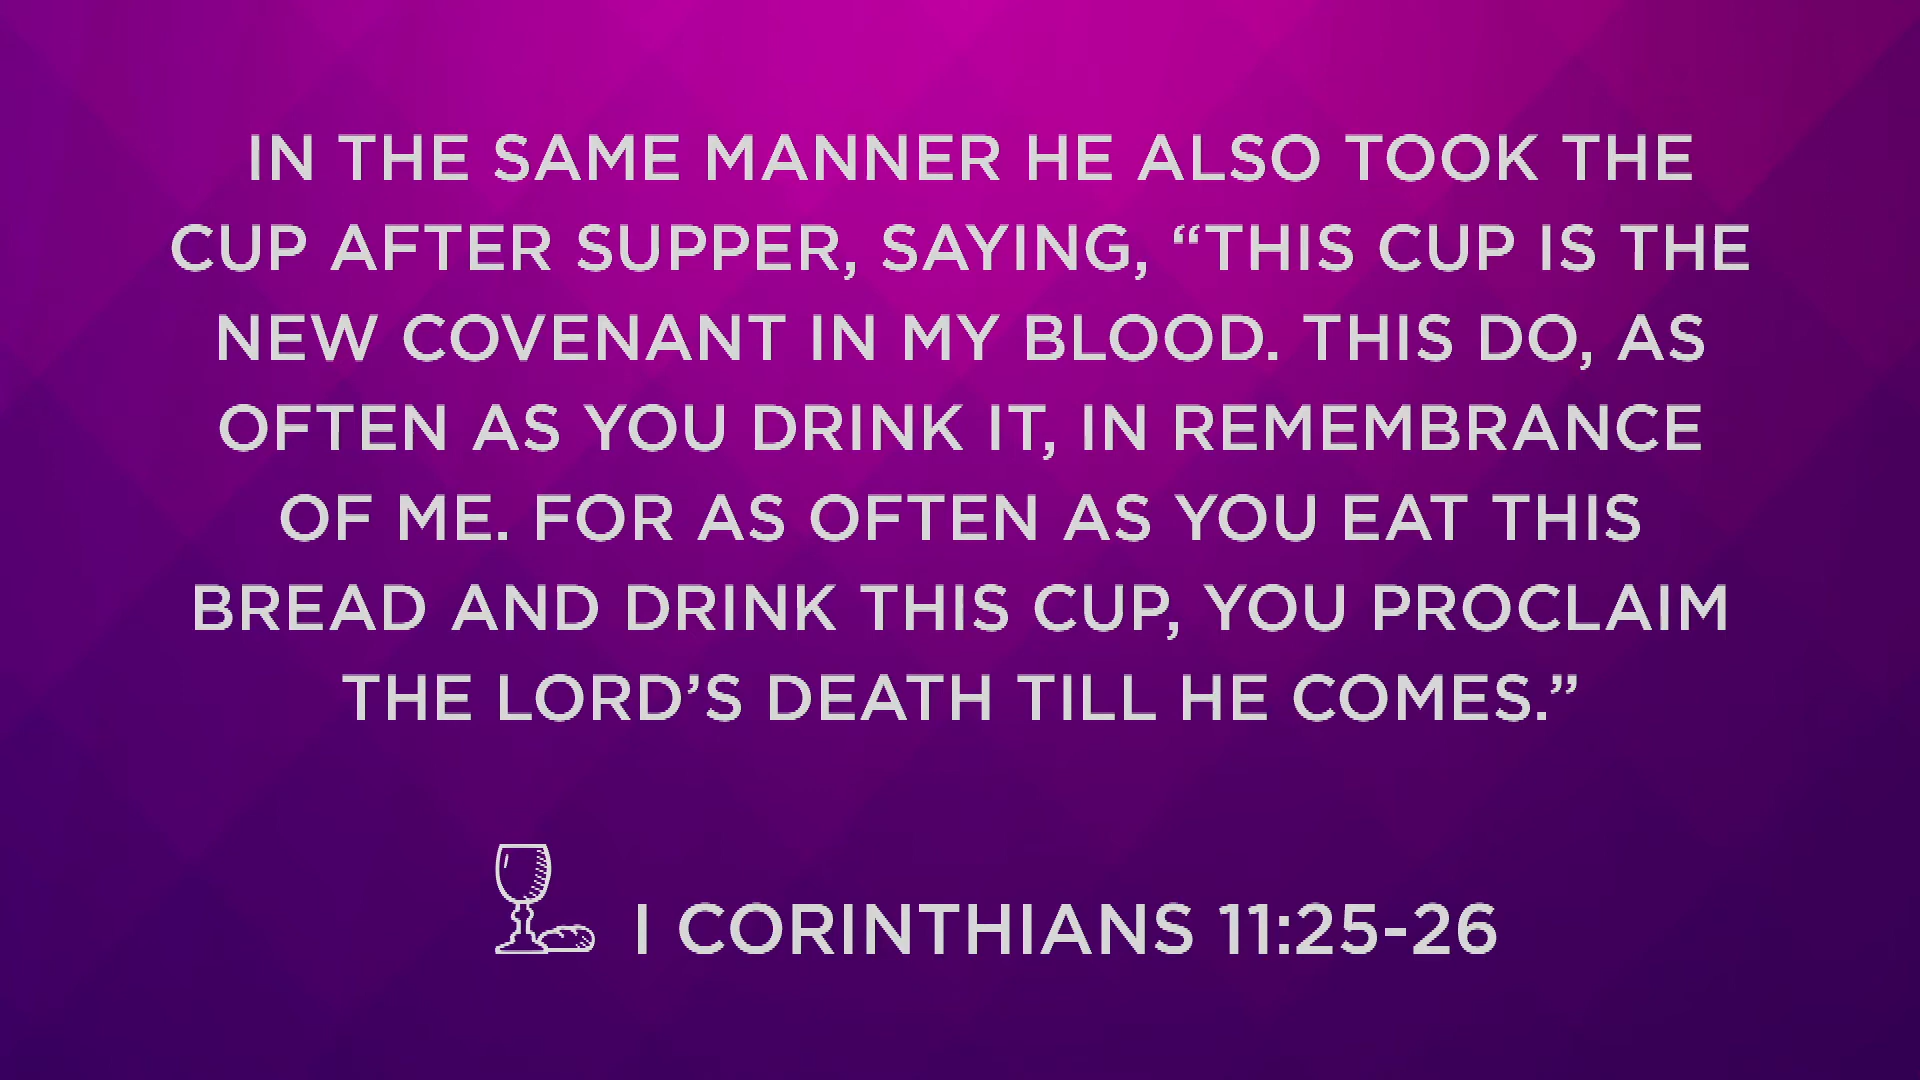 IN THE SAME MANNER HE ALSO TOOK THE
CUP AFTER SUPPER, SAYING, “THIS CUP IS THE
NEW COVENANT IN MY BLOOD. THIS DO, AS
OFTEN AS YOU DRINK IT, IN REMEMBRANCE
OF ME. FOR AS OFTEN AS YOU EAT THIS
BREAD AND DRINK THIS CUP, YOU PROCLAIM
THE LORD’S DEATH TILL HE COMES.”
I CORINTHIANS 11:25-26